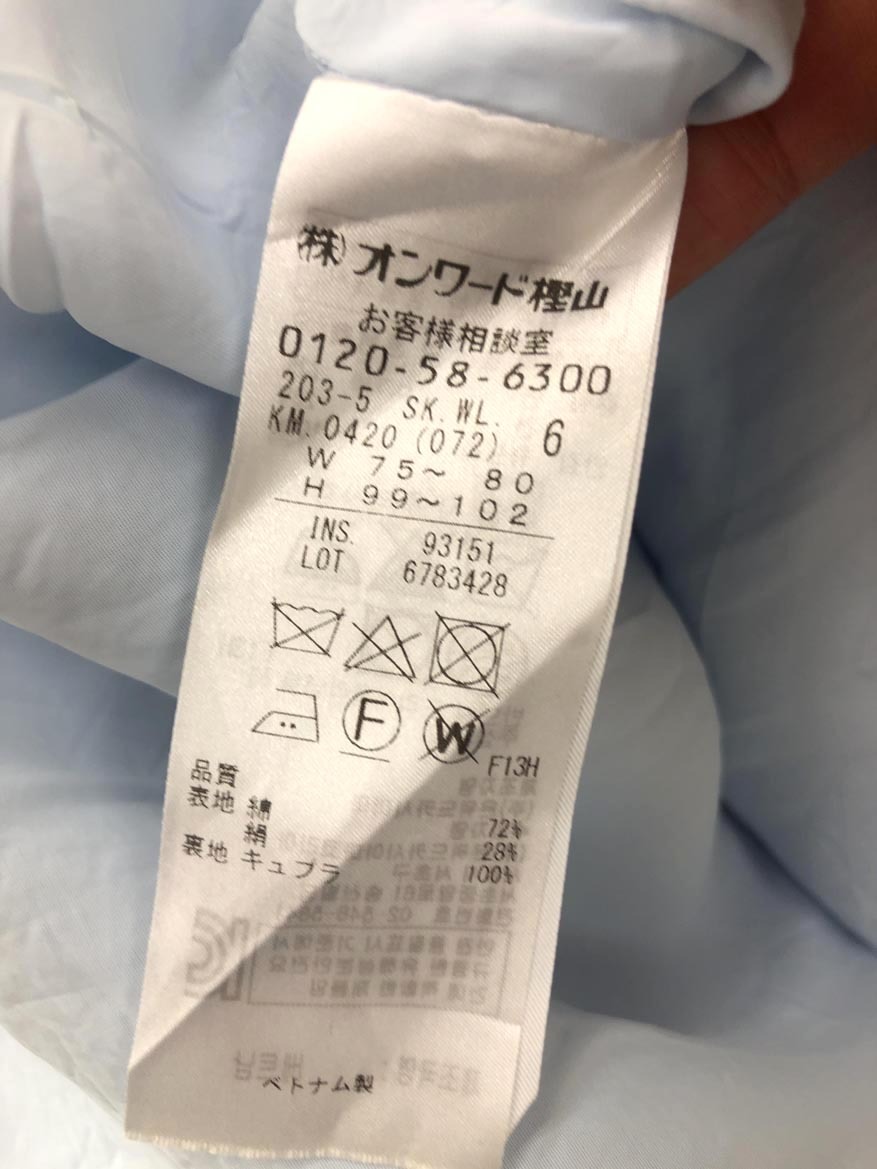 (株)オンワード樫山
お客様相談室
0120-58-6300
203-5 SK.WL. 6
KM.0420 (072)
W 75～ 80
H 99～102
INS. 93151
LOT 6783428
F
W
F13H
品質
表地 綿 72%
絹 28%
裏地 キュプラ 100%
ベトナム製